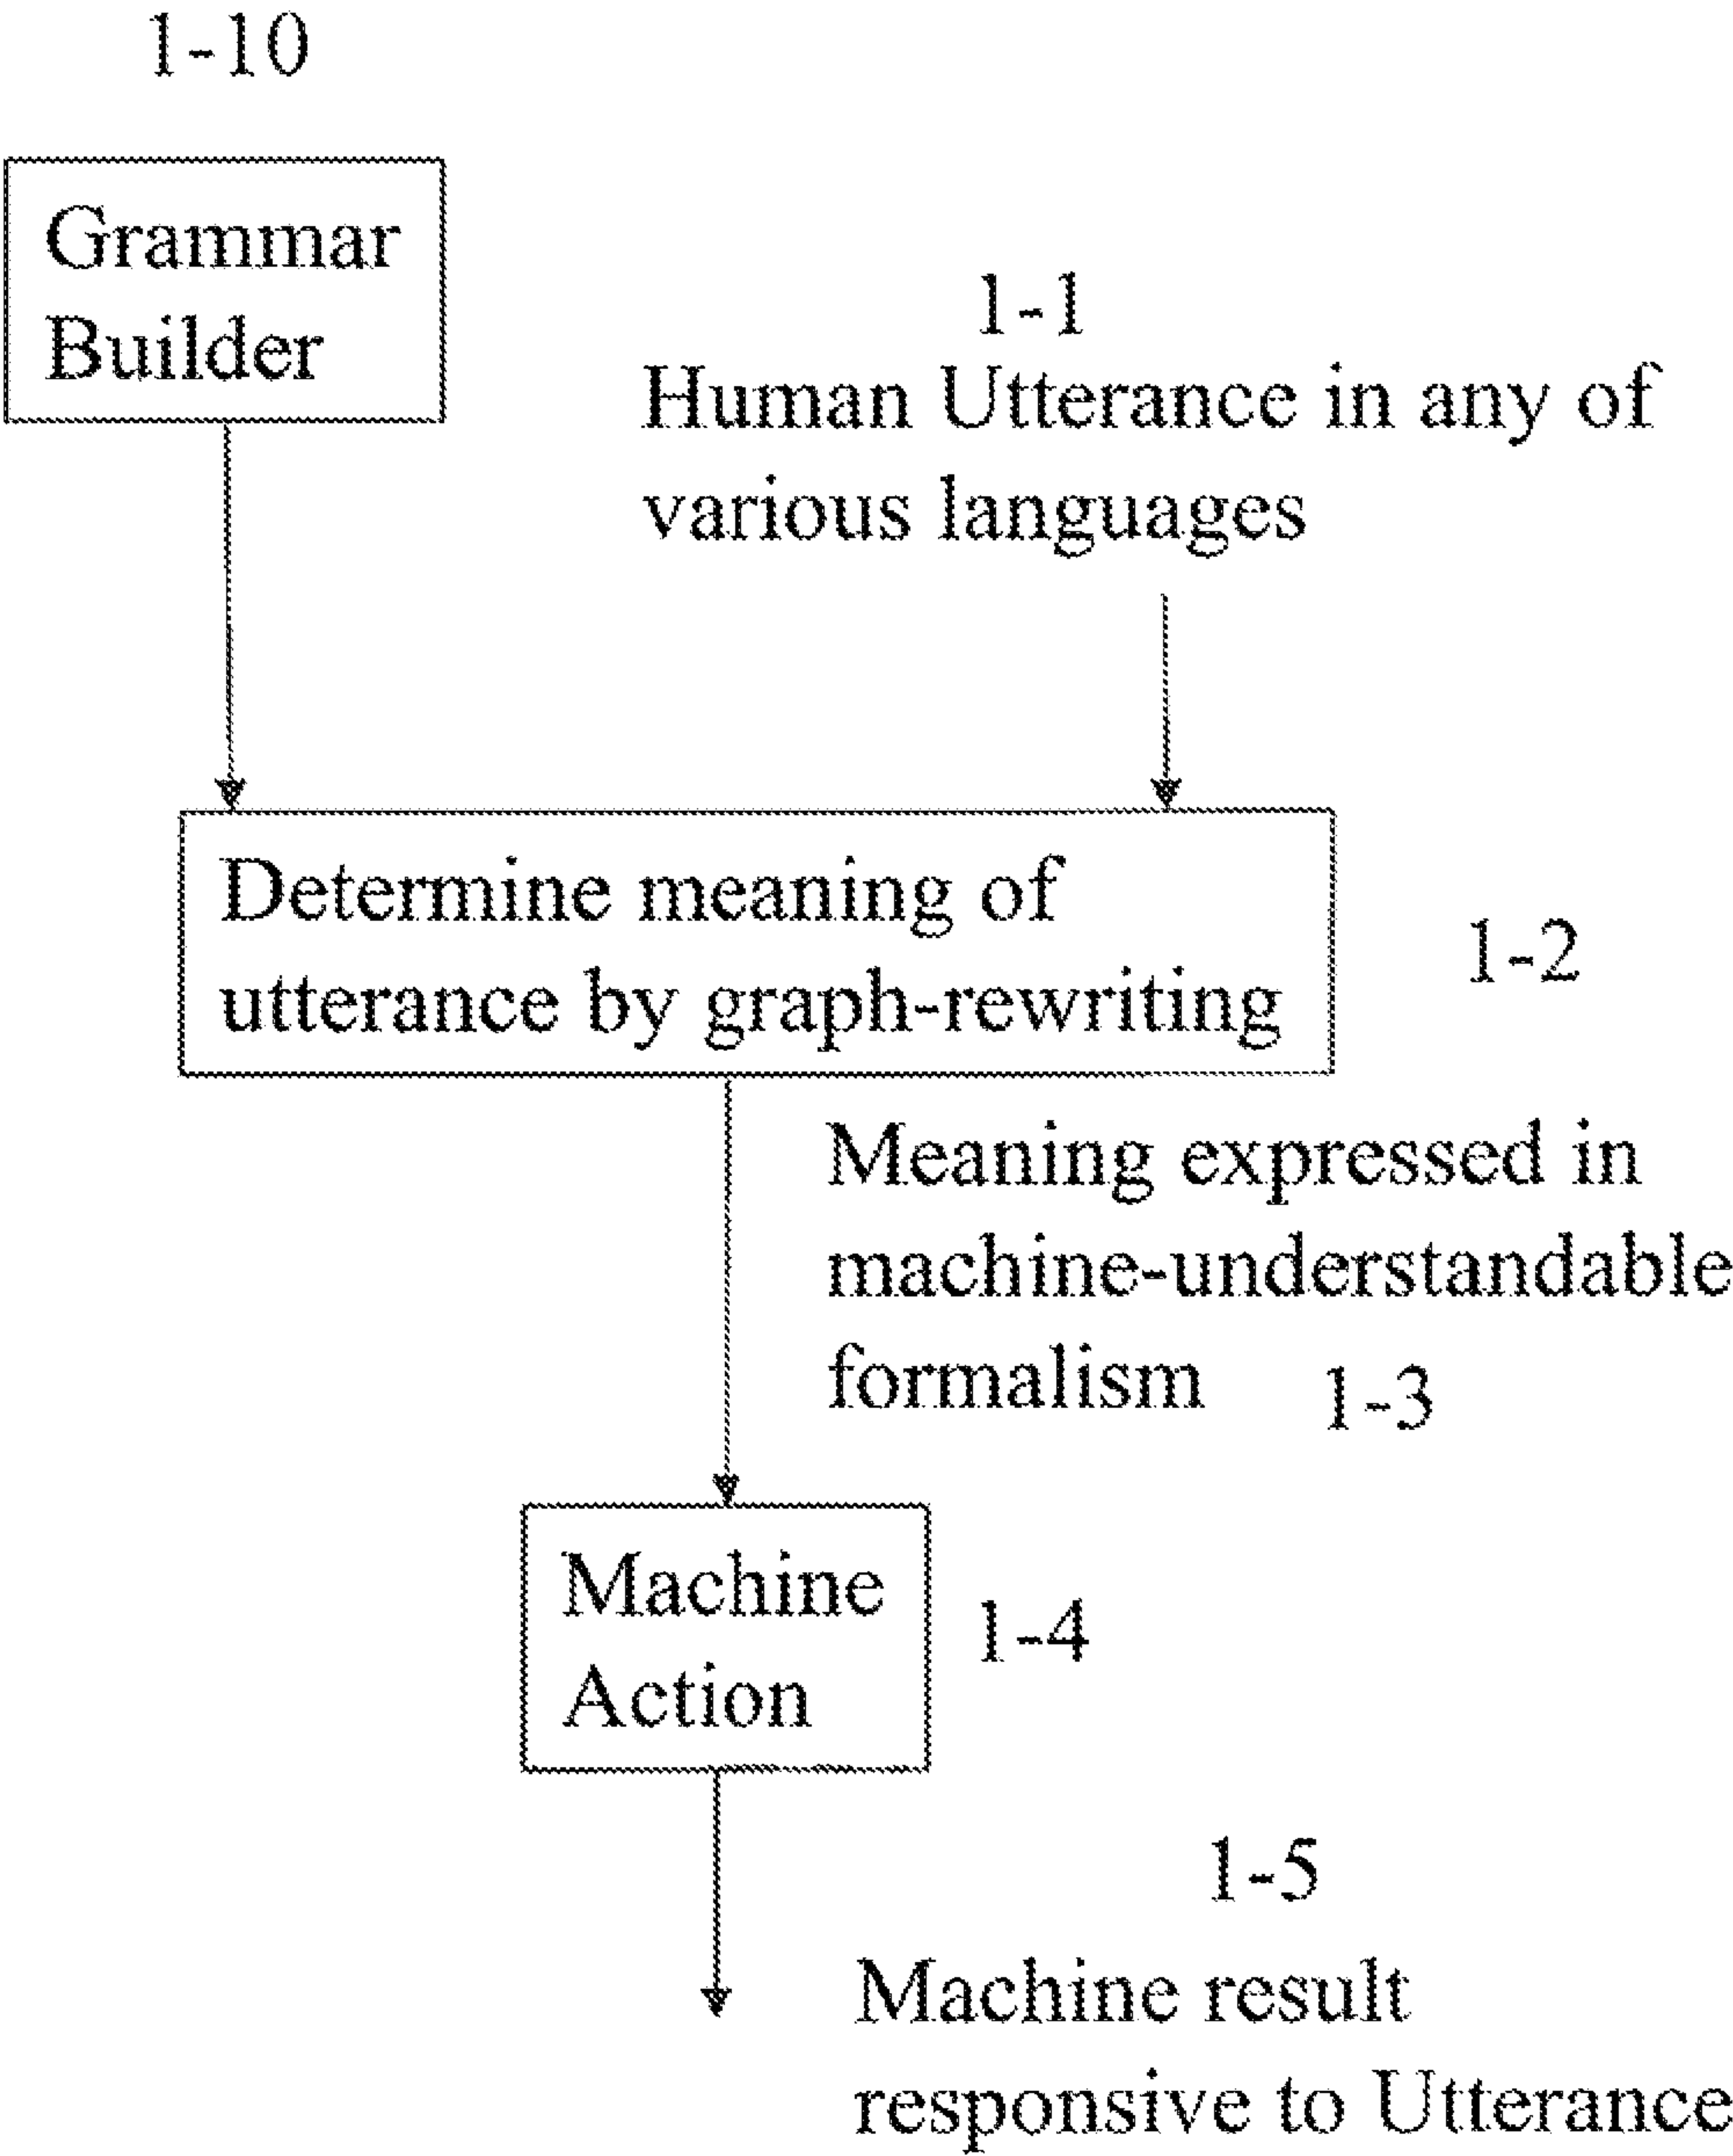 1-10
Grammar
Builder
1-1
Human Utterance in any of
various languages
Determine meaning of
utterance by graph-rewriting
1-2
Meaning expressed in
machine-understandable
formalism
1-3
Machine
Action
1-4
1-5
Machine result
responsive to Utterance